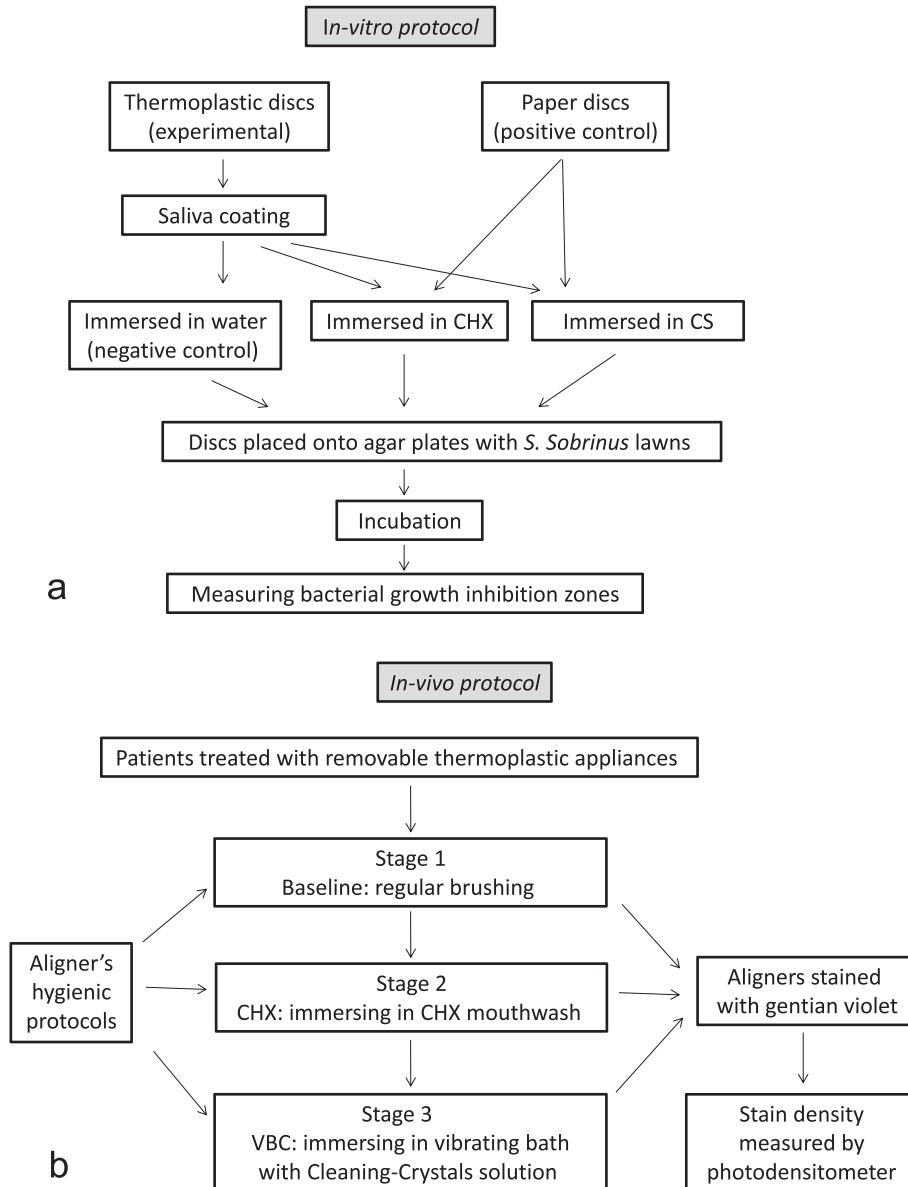 In-vitro protocol
Thermoplastic discs
(experimental)
Paper discs
(positive control)
Saliva coating
Immersed in water
(negative control)
Immersed in CHX
Immersed in CS
Discs placed onto agar plates with S. Sobrinus lawns
Incubation
Measuring bacterial growth inhibition zones
a
In-vivo protocol
Patients treated with removable thermoplastic appliances
Stage 1
Baseline: regular brushing
Aligner’s
hygienic
protocols
Stage 2
CHX: immersing in CHX mouthwash
Aligners stained
with gentian violet
Stage 3
VBC: immersing in vibrating bath
with Cleaning-Crystals solution
Stain density
measured by
photodensitometer
b